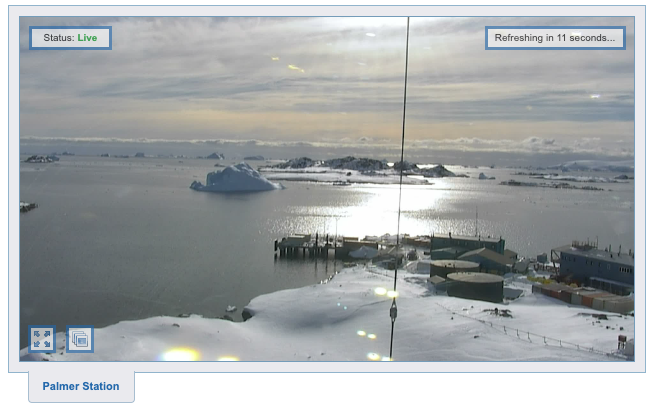 Status: Live
Refreshing in 11 seconds...
Palmer Station